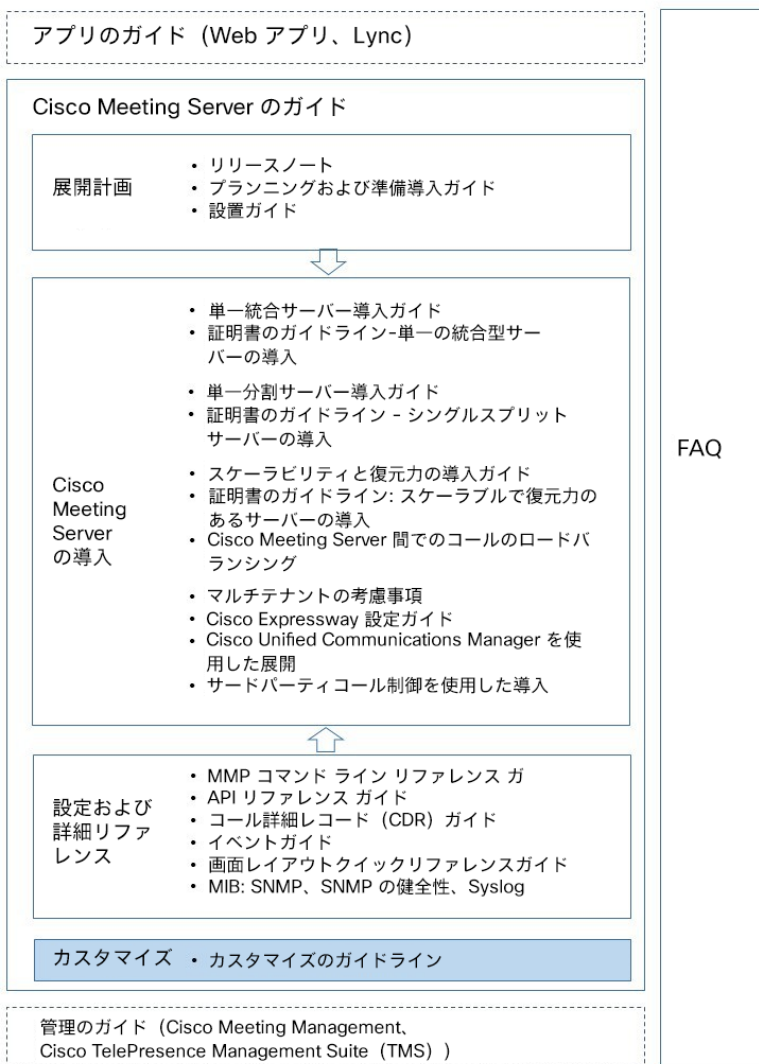 アプリのガイド（Web アプリ、Lync）
Cisco Meeting Server のガイド
展開計画
• リリースノート
• プランニングおよび準備導入ガイド
• 設置ガイド
Cisco
Meeting
Server
の導入
• 単一統合サーバー導入ガイド
• 証明書のガイドライン-単一の統合型サー
バーの導入
• 単一分割サーバー導入ガイド
• 証明書のガイドライン - シングルスプリット
サーバーの導入
• スケーラビリティと復元力の導入ガイド
• 証明書のガイドライン: スケーラブルで復元力の
あるサーバーの導入
• Cisco Meeting Server 間でのコールのロードバ
ランシング
• マルチテナントの考慮事項
• Cisco Expressway 設定ガイド
• Cisco Unified Communications Manager を使
用した展開
• サードパーティコール制御を使用した導入
設定および
詳細リファ
レンス
• MMP コマンド ライン リファレンス ガ
• API リファレンス ガイド
• コール詳細レコード（CDR）ガイド
• イベントガイド
• 画面レイアウトクイックリファレンスガイド
• MIB: SNMP、SNMP の健全性、Syslog
カスタマイズ • カスタマイズのガイドライン
管理のガイド（Cisco Meeting Management、
Cisco TelePresence Management Suite（TMS））
FAQ